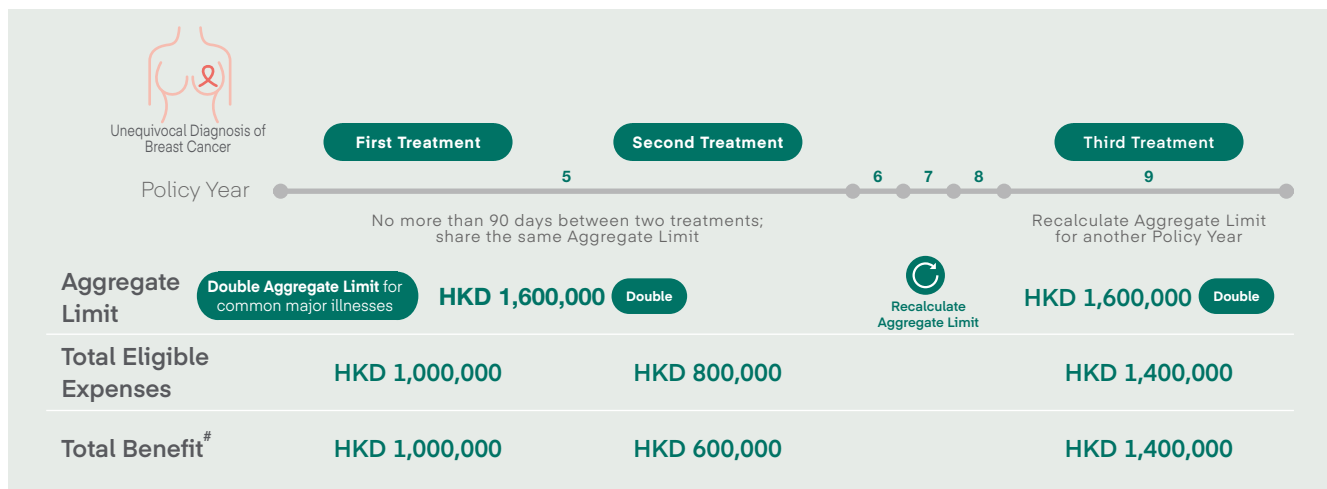 Unequivocal Diagnosis of
Breast Cancer
First Treatment
Second Treatment
Third Treatment
Policy Year
5
6
7
8
9
No more than 90 days between two treatments;
share the same Aggregate Limit
Recalculate Aggregate Limit
for another Policy Year
Aggregate
Limit
Double Aggregate Limit for
common major illnesses
HKD 1,600,000
Double
Recalculate
Aggregate Limit
HKD 1,600,000
Double
Total Eligible
Expenses
HKD 1,000,000
HKD 800,000
HKD 1,400,000
Total Benefit#
HKD 1,000,000
HKD 600,000
HKD 1,400,000